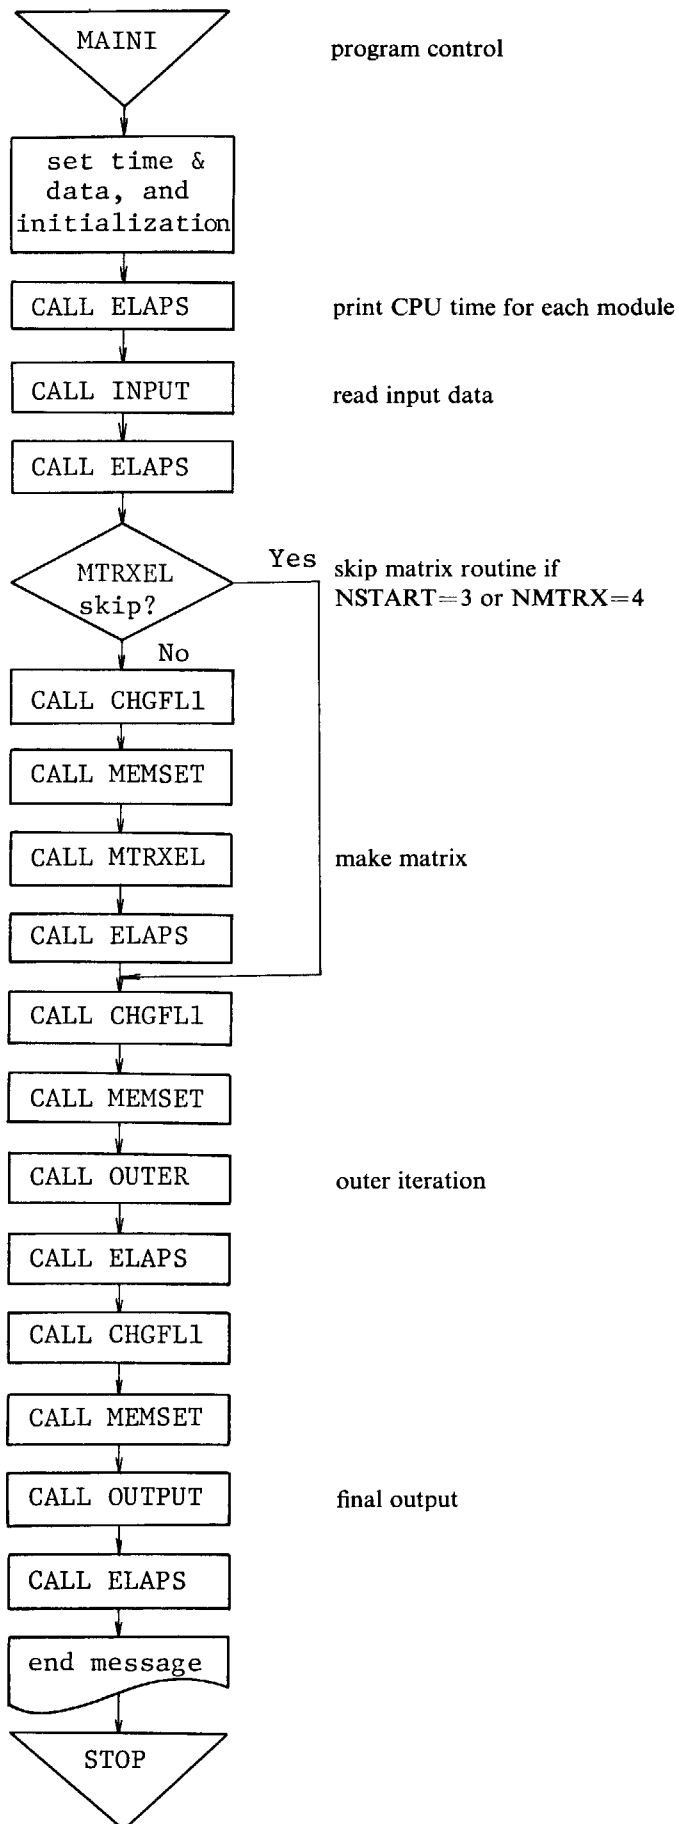 MAINI
program control
set time &
data, and
initialization
CALL ELAPS
print CPU time for each module
CALL INPUT
read input data
CALL ELAPS
MTRXEL
skip?
Yes
skip matrix routine if
NSTART=3 or NMTRX=4
No
CALL CHGFL1
CALL MEMSET
CALL MTRXEL
make matrix
CALL ELAPS
CALL CHGFL1
CALL MEMSET
CALL OUTER
outer iteration
CALL ELAPS
CALL CHGFL1
CALL MEMSET
CALL OUTPUT
final output
CALL ELAPS
end message
STOP